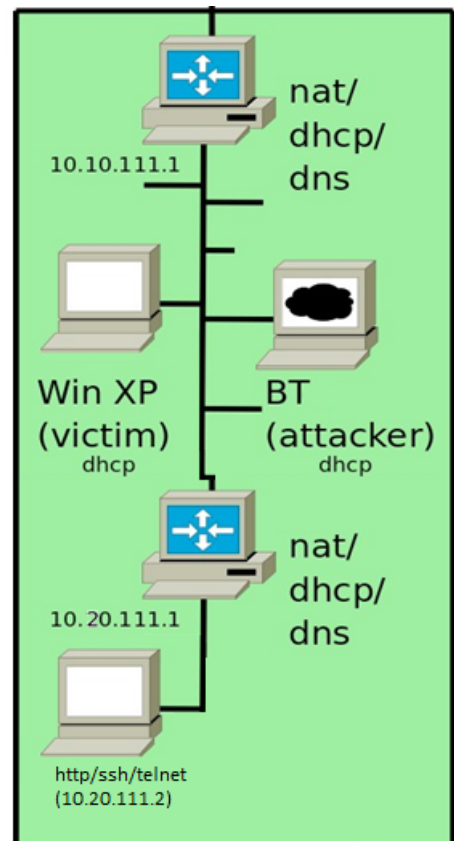 nat/
dhcp/
dns
10.10.111.1
Win XP
(victim)
dhcp
BT
(attacker)
dhcp
nat/
dhcp/
dns
10.20.111.1
http/ssh/telnet
(10.20.111.2)